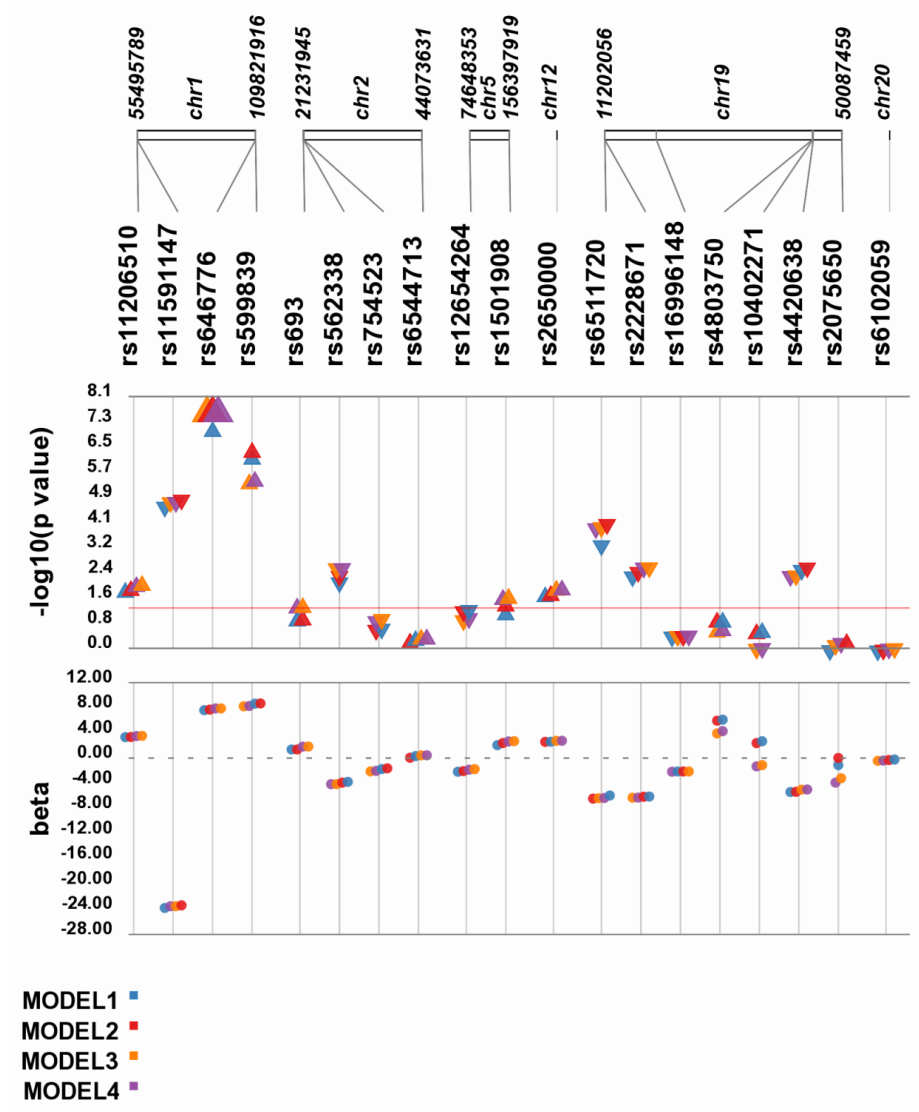 55495789
chr1
109821916
21231945
chr2
44073631
74648353
chr5
156397919
chr12
11202056
chr19
50087459
chr20
rs11206510
rs11591147
rs646776
rs599839
rs693
rs562338
rs754523
rs6544713
rs12654264
rs1501908
rs2650000
rs6511720
rs2228671
rs16996148
rs4803750
rs10402271
rs4420638
rs2075650
rs6102059
-log10(p value)
8.1
7.3
6.5
5.7
4.9
4.1
3.2
2.4
1.6
0.8
0.0
beta
12.00
8.00
4.00
0.00
-4.00
-8.00
-12.00
-16.00
-20.00
-24.00
-28.00
MODEL1
MODEL2
MODEL3
MODEL4